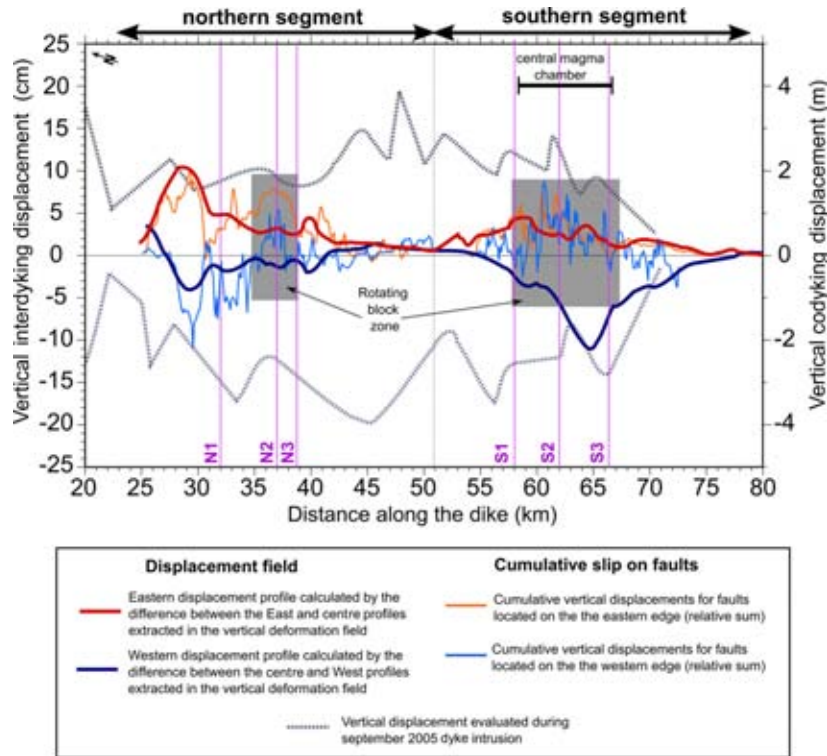 northern segment
southern segment
N
central magma
chamber
25
20
15
10
5
0
-5
-10
-15
-20
-25
Vertical interdyking displacement (cm)
4
2
0
-2
-4
Vertical codyking displacement (m)
Rotating
block
zone
N1
N2
N3
S1
S2
S3
20 25 30 35 40 45 50 55 60 65 70 75 80
Distance along the dike (km)
Displacement field
Eastern displacement profile calculated by the
difference between the East and centre profiles
extracted in the vertical deformation field
Western displacement profile calculated by the
difference between the centre and West profiles
extracted in the vertical deformation field
Cumulative slip on faults
Cumulative vertical displacements for faults
located on the the eastern edge (relative sum)
Cumulative vertical displacements for faults
located on the the western edge (relative sum)
Vertical displacement evaluated during
september 2005 dyke intrusion